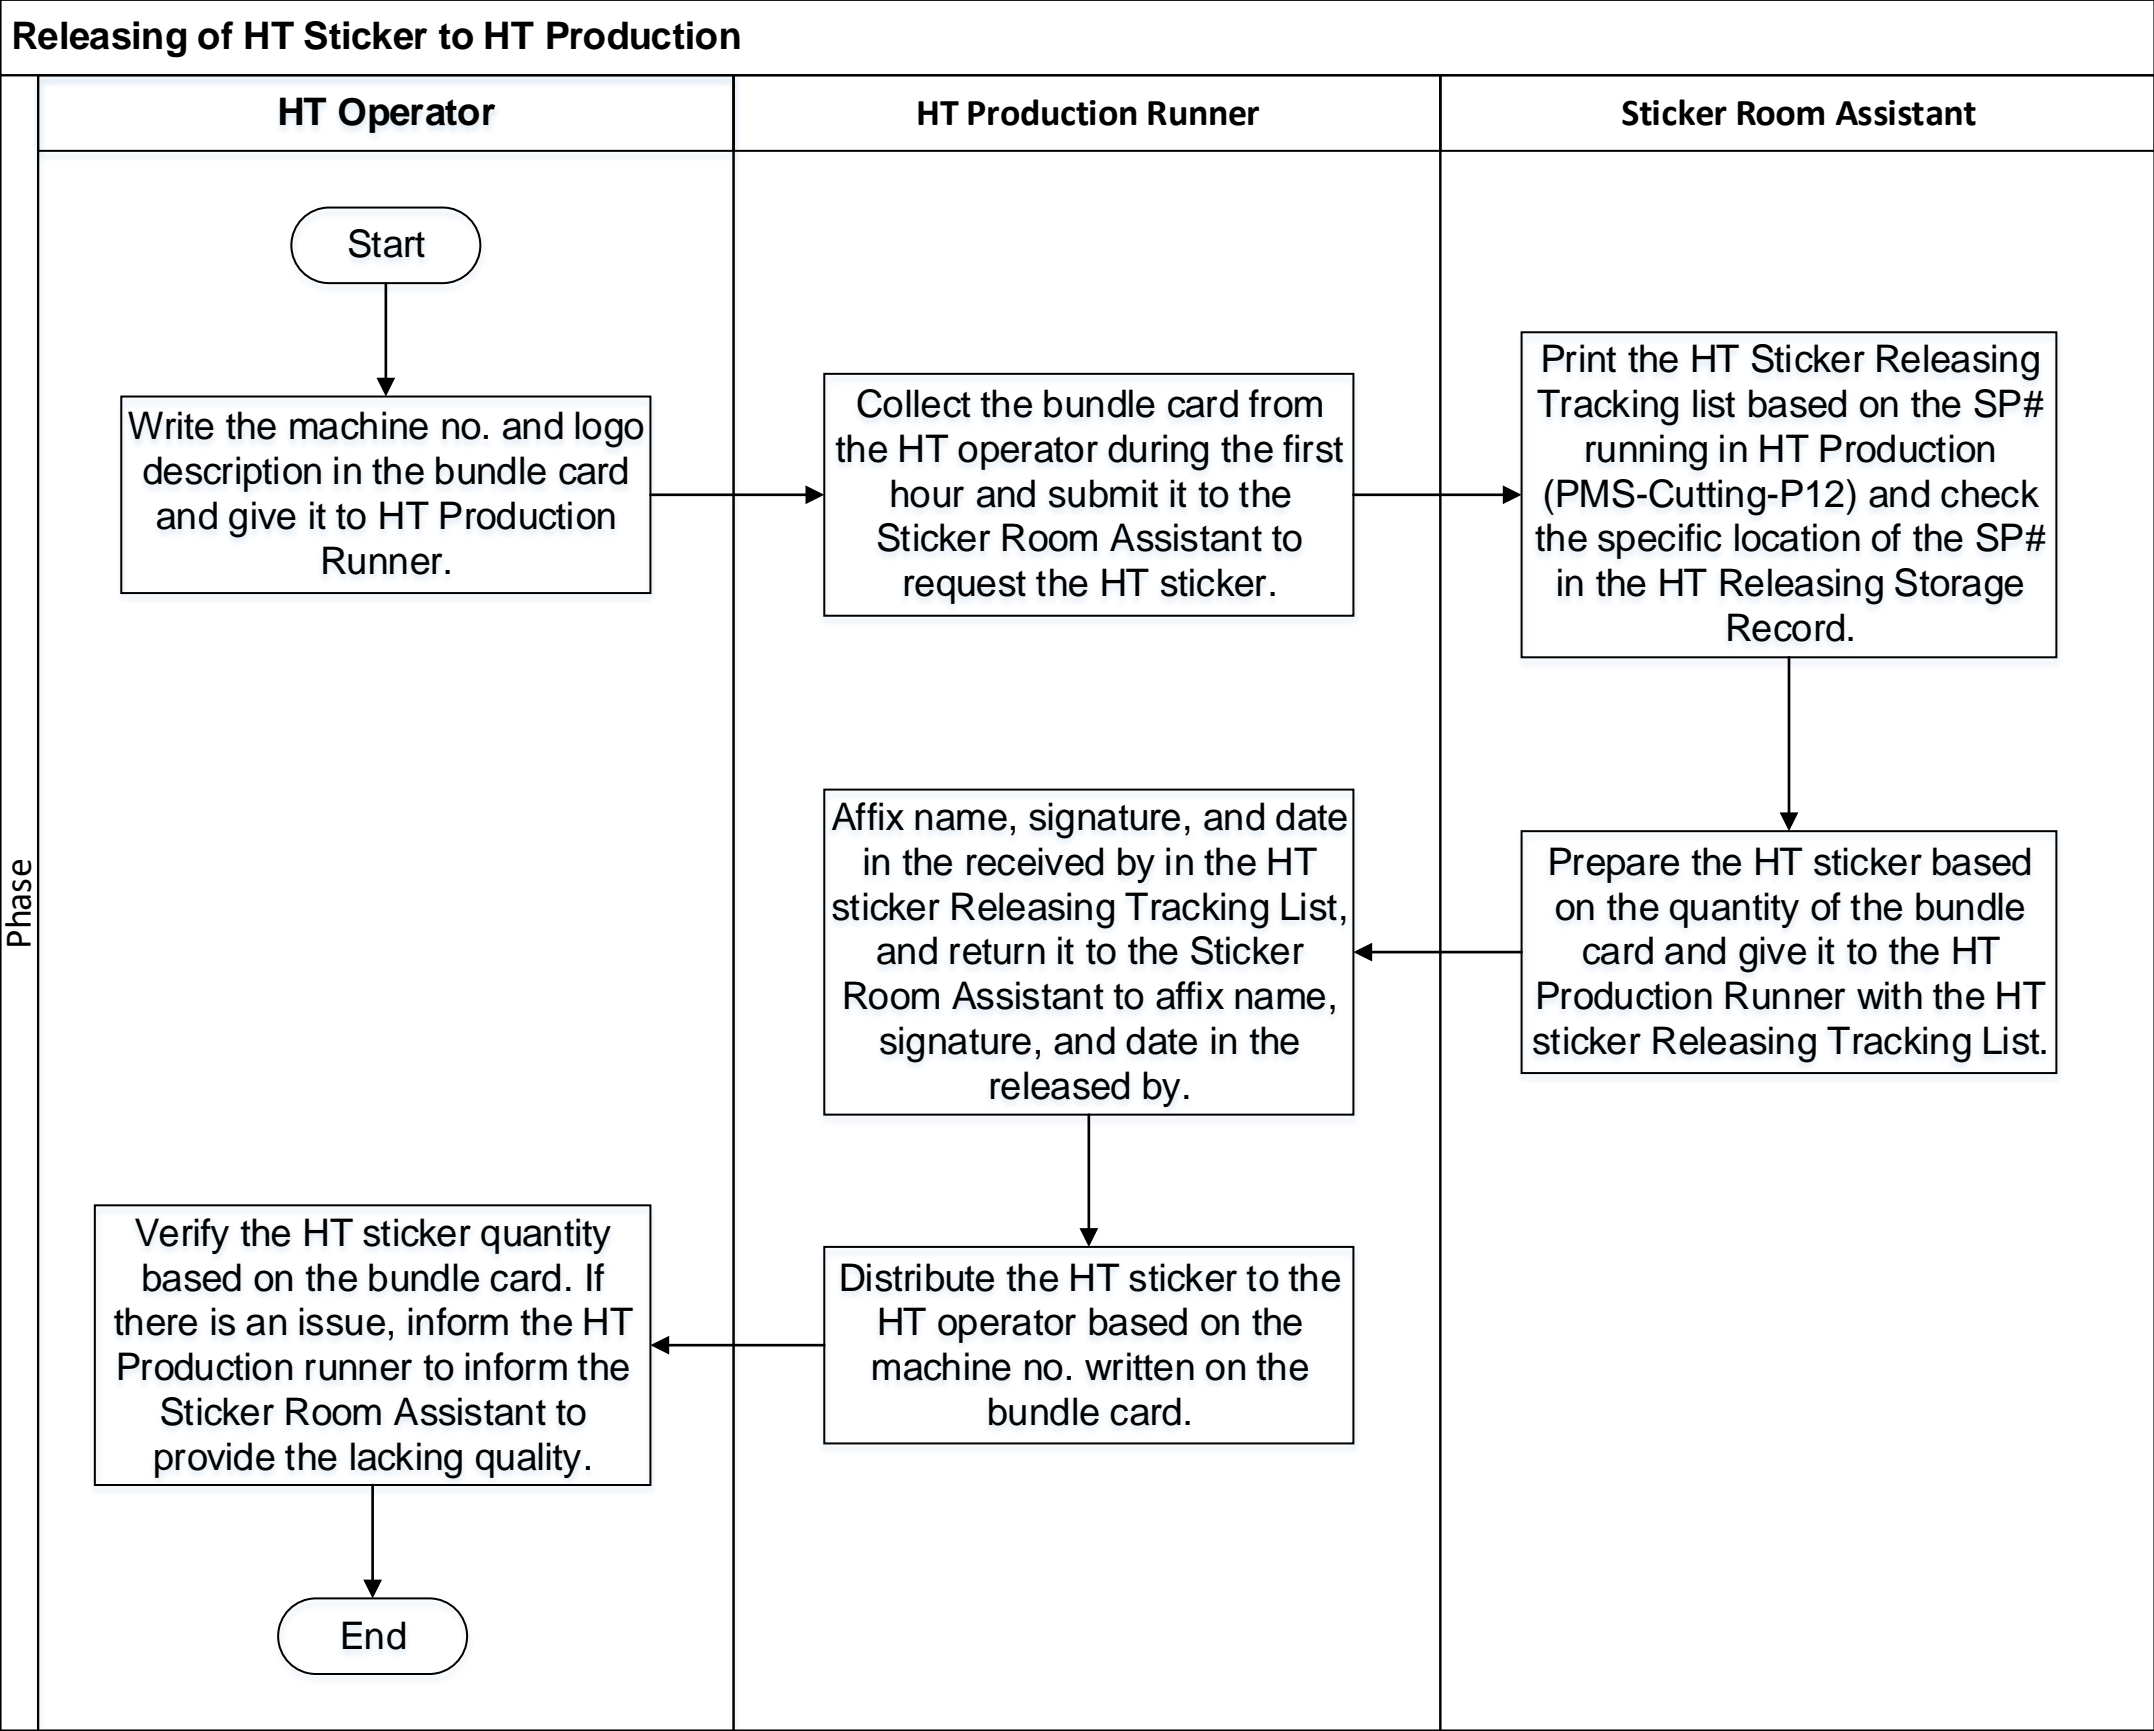 Releasing of HT Sticker to HT Production
Phase
HT Operator
HT Production Runner
Sticker Room Assistant
Start
Write the machine no. and logo
description in the bundle card
and give it to HT Production
Runner.
Collect the bundle card from
the HT operator during the first
hour and submit it to the
Sticker Room Assistant to
request the HT sticker.
Print the HT Sticker Releasing
Tracking list based on the SP#
running in HT Production
(PMS-Cutting-P12) and check
the specific location of the SP#
in the HT Releasing Storage
Record.
Prepare the HT sticker based
on the quantity of the bundle
card and give it to the HT
Production Runner with the HT
sticker Releasing Tracking List.
Affix name, signature, and date
in the received by in the HT
sticker Releasing Tracking List,
and return it to the Sticker
Room Assistant to affix name,
signature, and date in the
released by.
Distribute the HT sticker to the
HT operator based on the
machine no. written on the
bundle card.
Verify the HT sticker quantity
based on the bundle card. If
there is an issue, inform the HT
Production runner to inform the
Sticker Room Assistant to
provide the lacking quality.
End